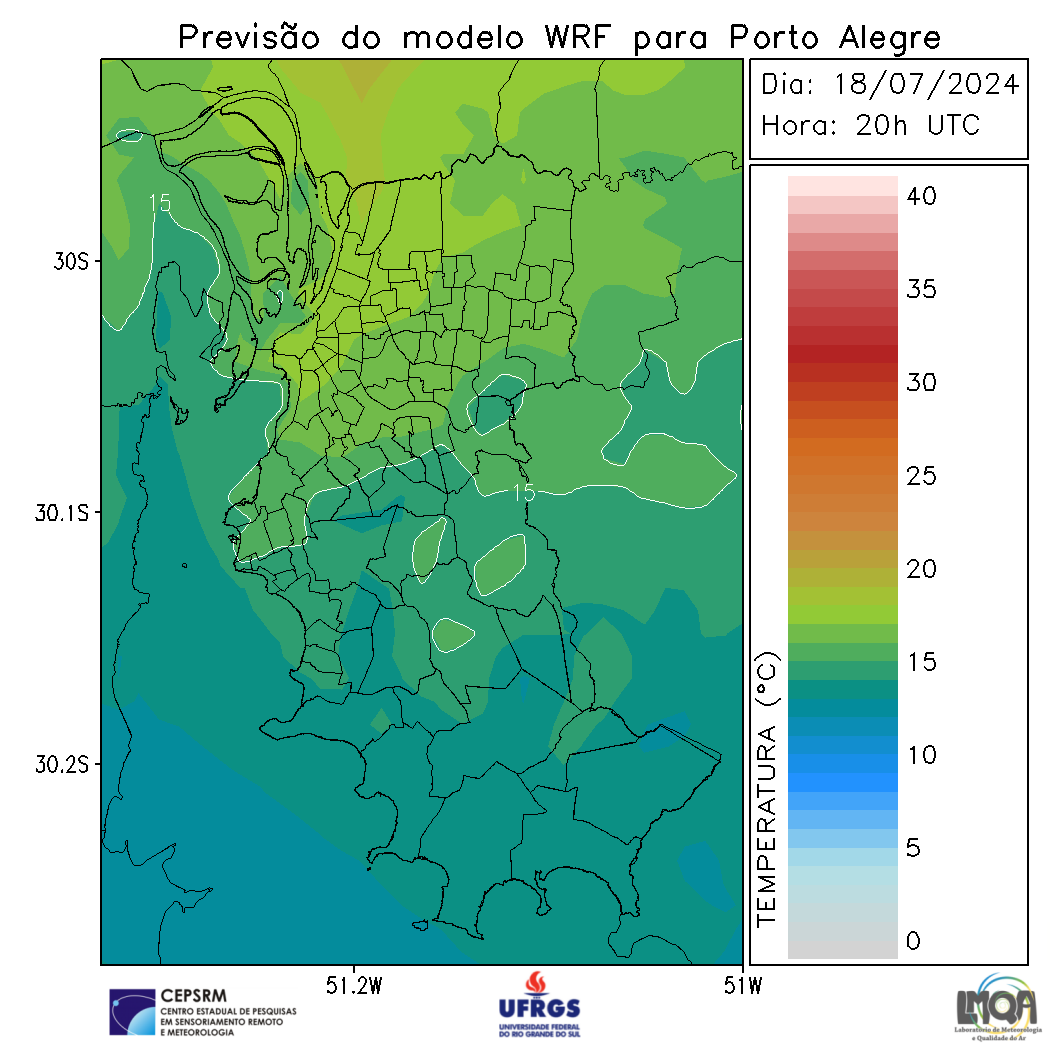 Previsão do modelo WRF para Porto Alegre
Dia: 18/07/2024
Hora: 20h UTC
15
15
30S
30.1S
30.2S
51.2W
51W
40
35
30
25
20
15
10
5
0
TEMPERATURA (°C)
CEPSRM
CENTRO ESTADUAL DE PESQUISAS
EM SENSORIAMENTO REMOTO
E METEOROLOGIA
UFRGS
UNIVERSIDADE FEDERAL
DO RIO GRANDE DO SUL
LMQA
Laboratório de Meteorologia
e Qualidade do Ar